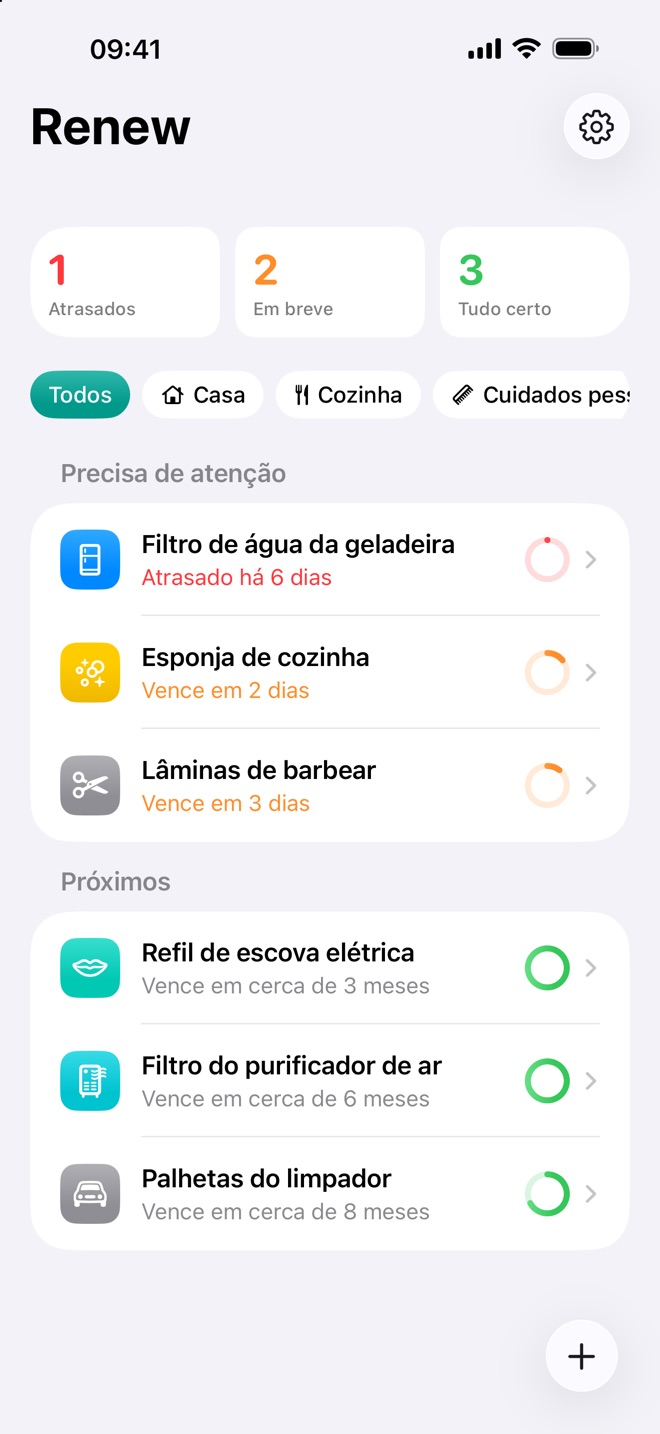 09:41
Renew
1
Atrasados
2
Em breve
3
Tudo certo
Todos
Casa
Cozinha
Cuidados pess
Precisa de atenção
Filtro de água da geladeira
Atrasado há 6 dias
Esponja de cozinha
Vence em 2 dias
Lâminas de barbear
Vence em 3 dias
Próximos
Refil de escova elétrica
Vence em cerca de 3 meses
Filtro do purificador de ar
Vence em cerca de 6 meses
Palhetas do limpador
Vence em cerca de 8 meses